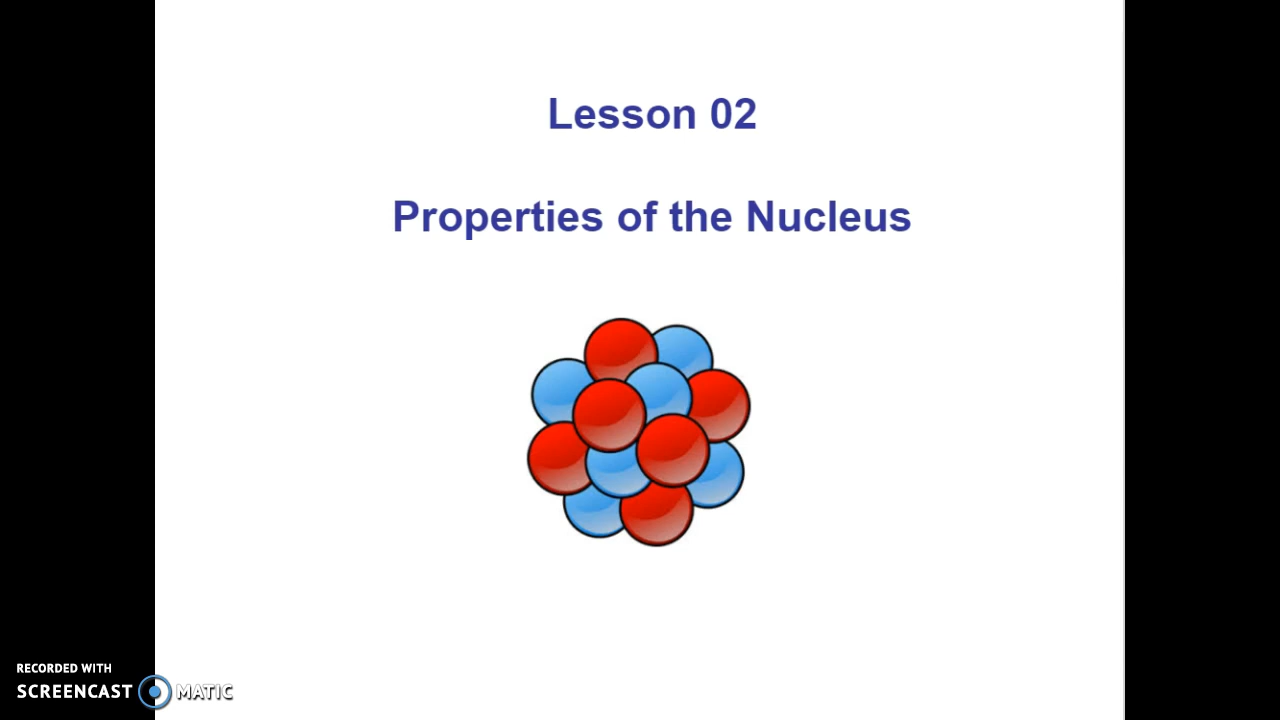 Lesson 02
Properties of the Nucleus
RECORDED WITH
SCREENCAST MATIC